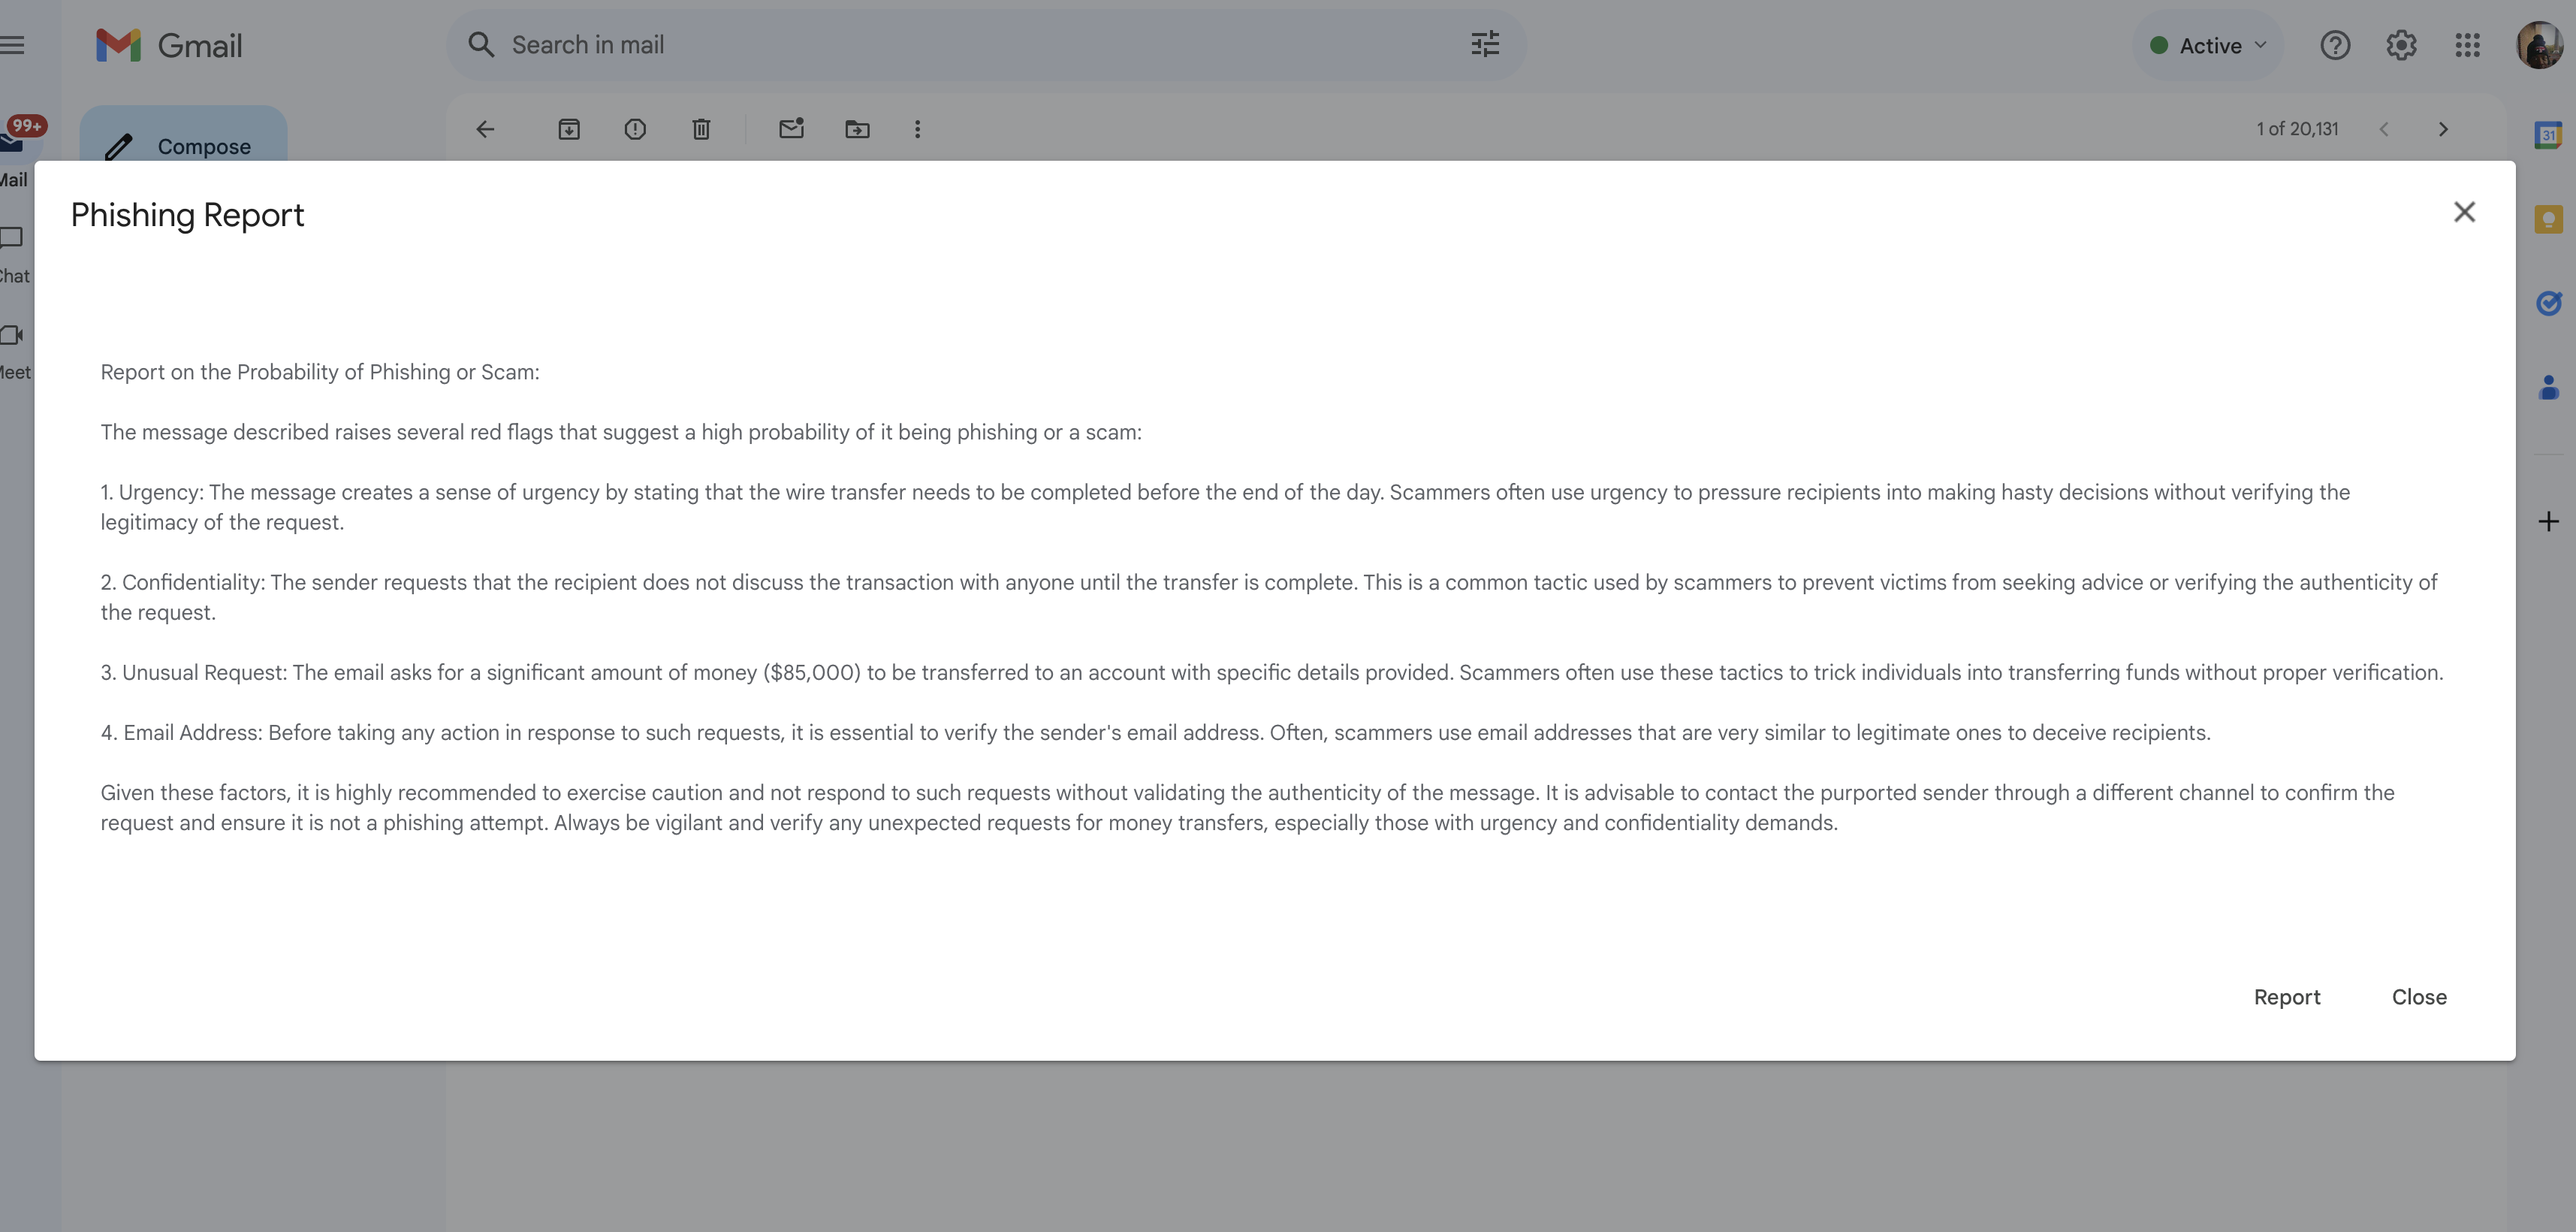 Gmail
Search in mail
Active
99+
Compose
1 of 20,131
31
Mail
Phishing Report
Chat
Meet
Report on the Probability of Phishing or Scam:
The message described raises several red flags that suggest a high probability of it being phishing or a scam:
1. Urgency: The message creates a sense of urgency by stating that the wire transfer needs to be completed before the end of the day. Scammers often use urgency to pressure recipients into making hasty decisions without verifying the
legitimacy of the request.
2. Confidentiality: The sender requests that the recipient does not discuss the transaction with anyone until the transfer is complete. This is a common tactic used by scammers to prevent victims from seeking advice or verifying the authenticity of
the request.
3. Unusual Request: The email asks for a significant amount of money ($85,000) to be transferred to an account with specific details provided. Scammers often use these tactics to trick individuals into transferring funds without proper verification.
4. Email Address: Before taking any action in response to such requests, it is essential to verify the sender's email address. Often, scammers use email addresses that are very similar to legitimate ones to deceive recipients.
Given these factors, it is highly recommended to exercise caution and not respond to such requests without validating the authenticity of the message. It is advisable to contact the purported sender through a different channel to confirm the
request and ensure it is not a phishing attempt. Always be vigilant and verify any unexpected requests for money transfers, especially those with urgency and confidentiality demands.
Report
Close